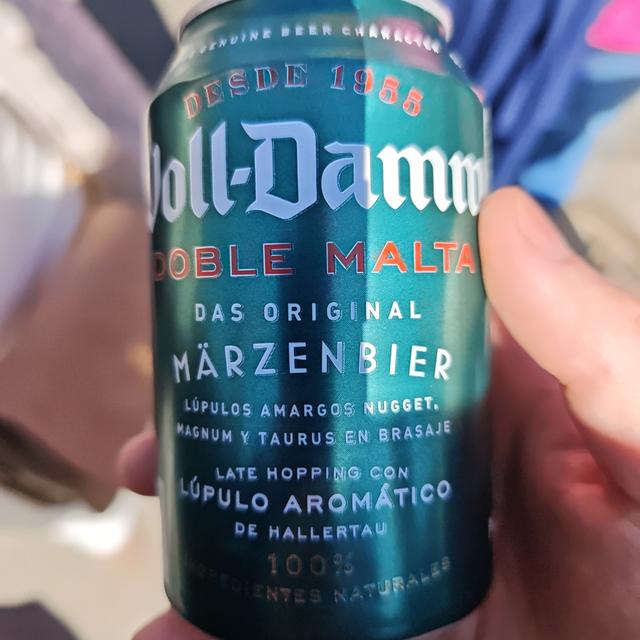 GENUINE BEER CHARACTER
DESDE 1955
Voll-Damm
DOBLE MALTA
DAS ORIGINAL
MÄRZENBIER
LÚPULOS AMARGOS NUGGET,
MAGNUM Y TAURUS EN BRASAJE
LATE HOPPING CON
LÚPULO AROMÁTICO
DE HALLERTAU
100%
INGREDIENTES NATURALES